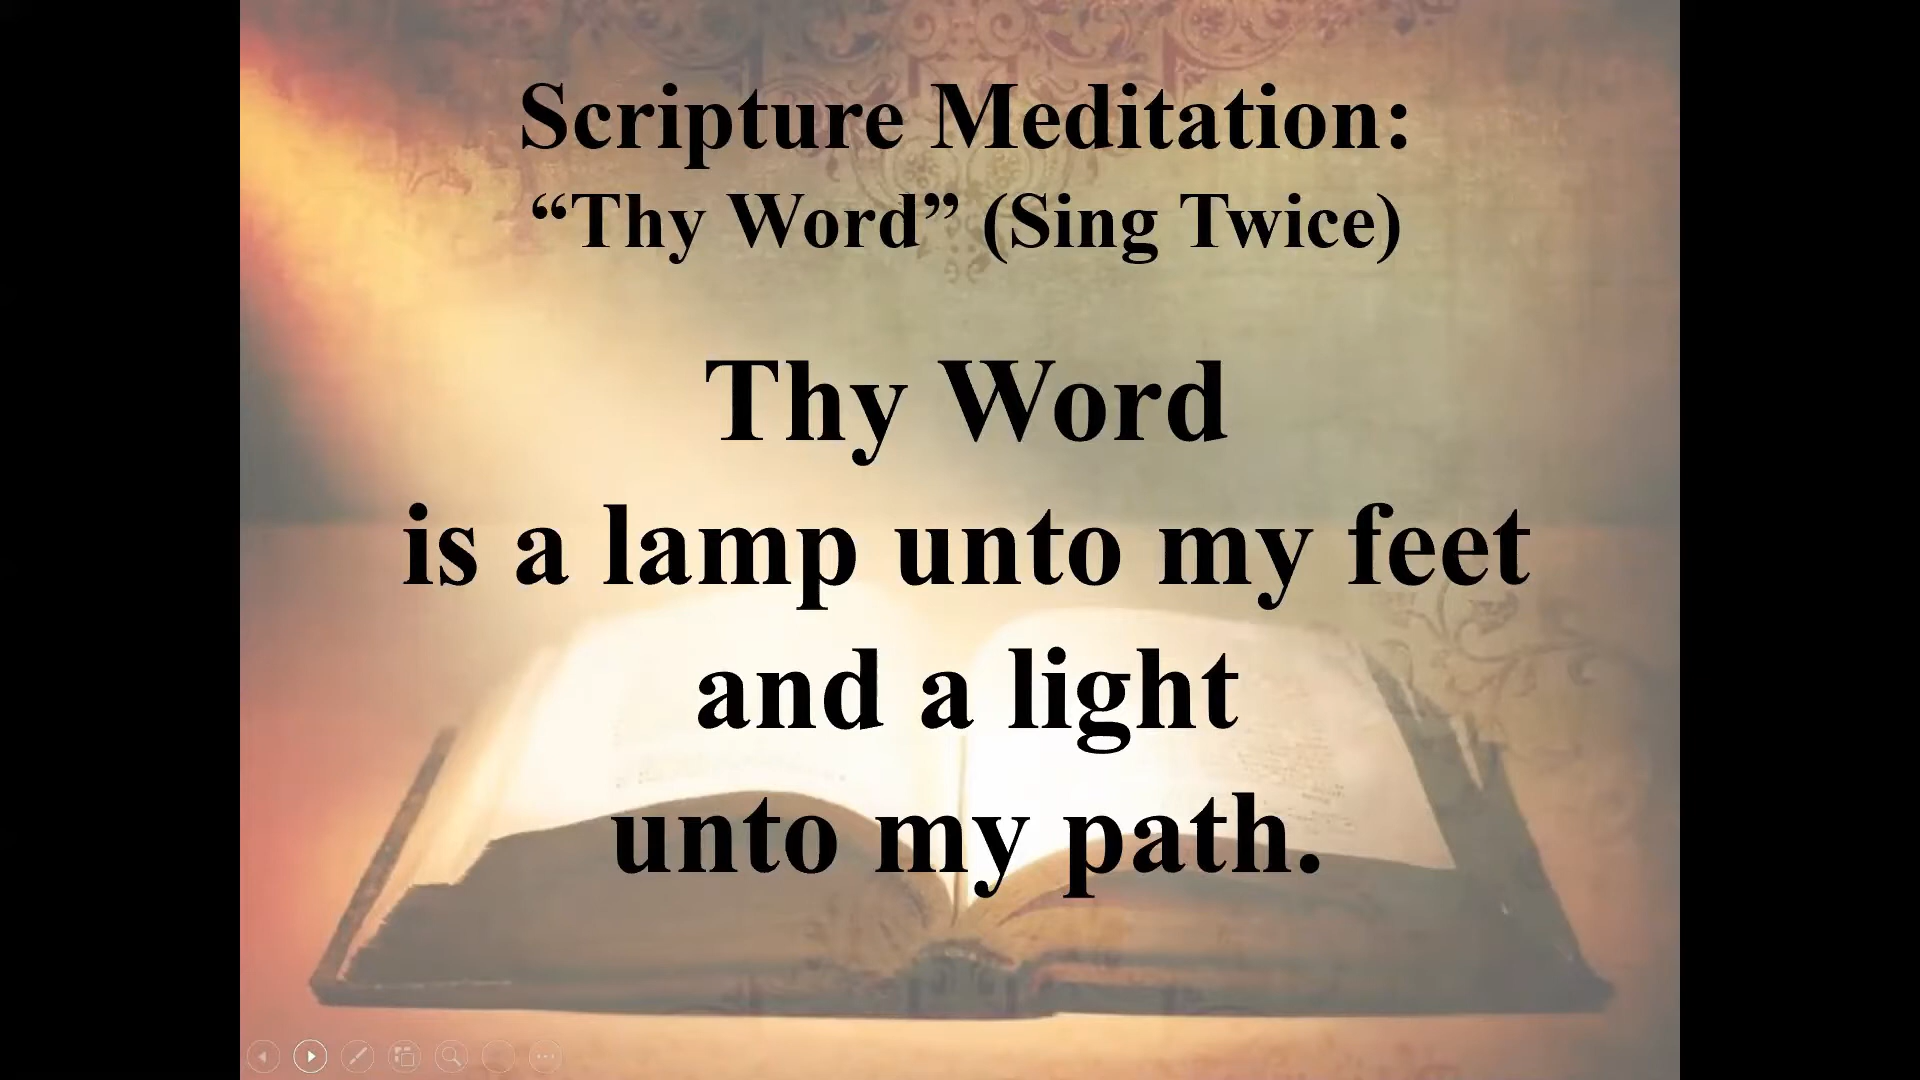 Scripture Meditation:
“Thy Word” (Sing Twice)
Thy Word
is a lamp unto my feet
and a light
unto my path.